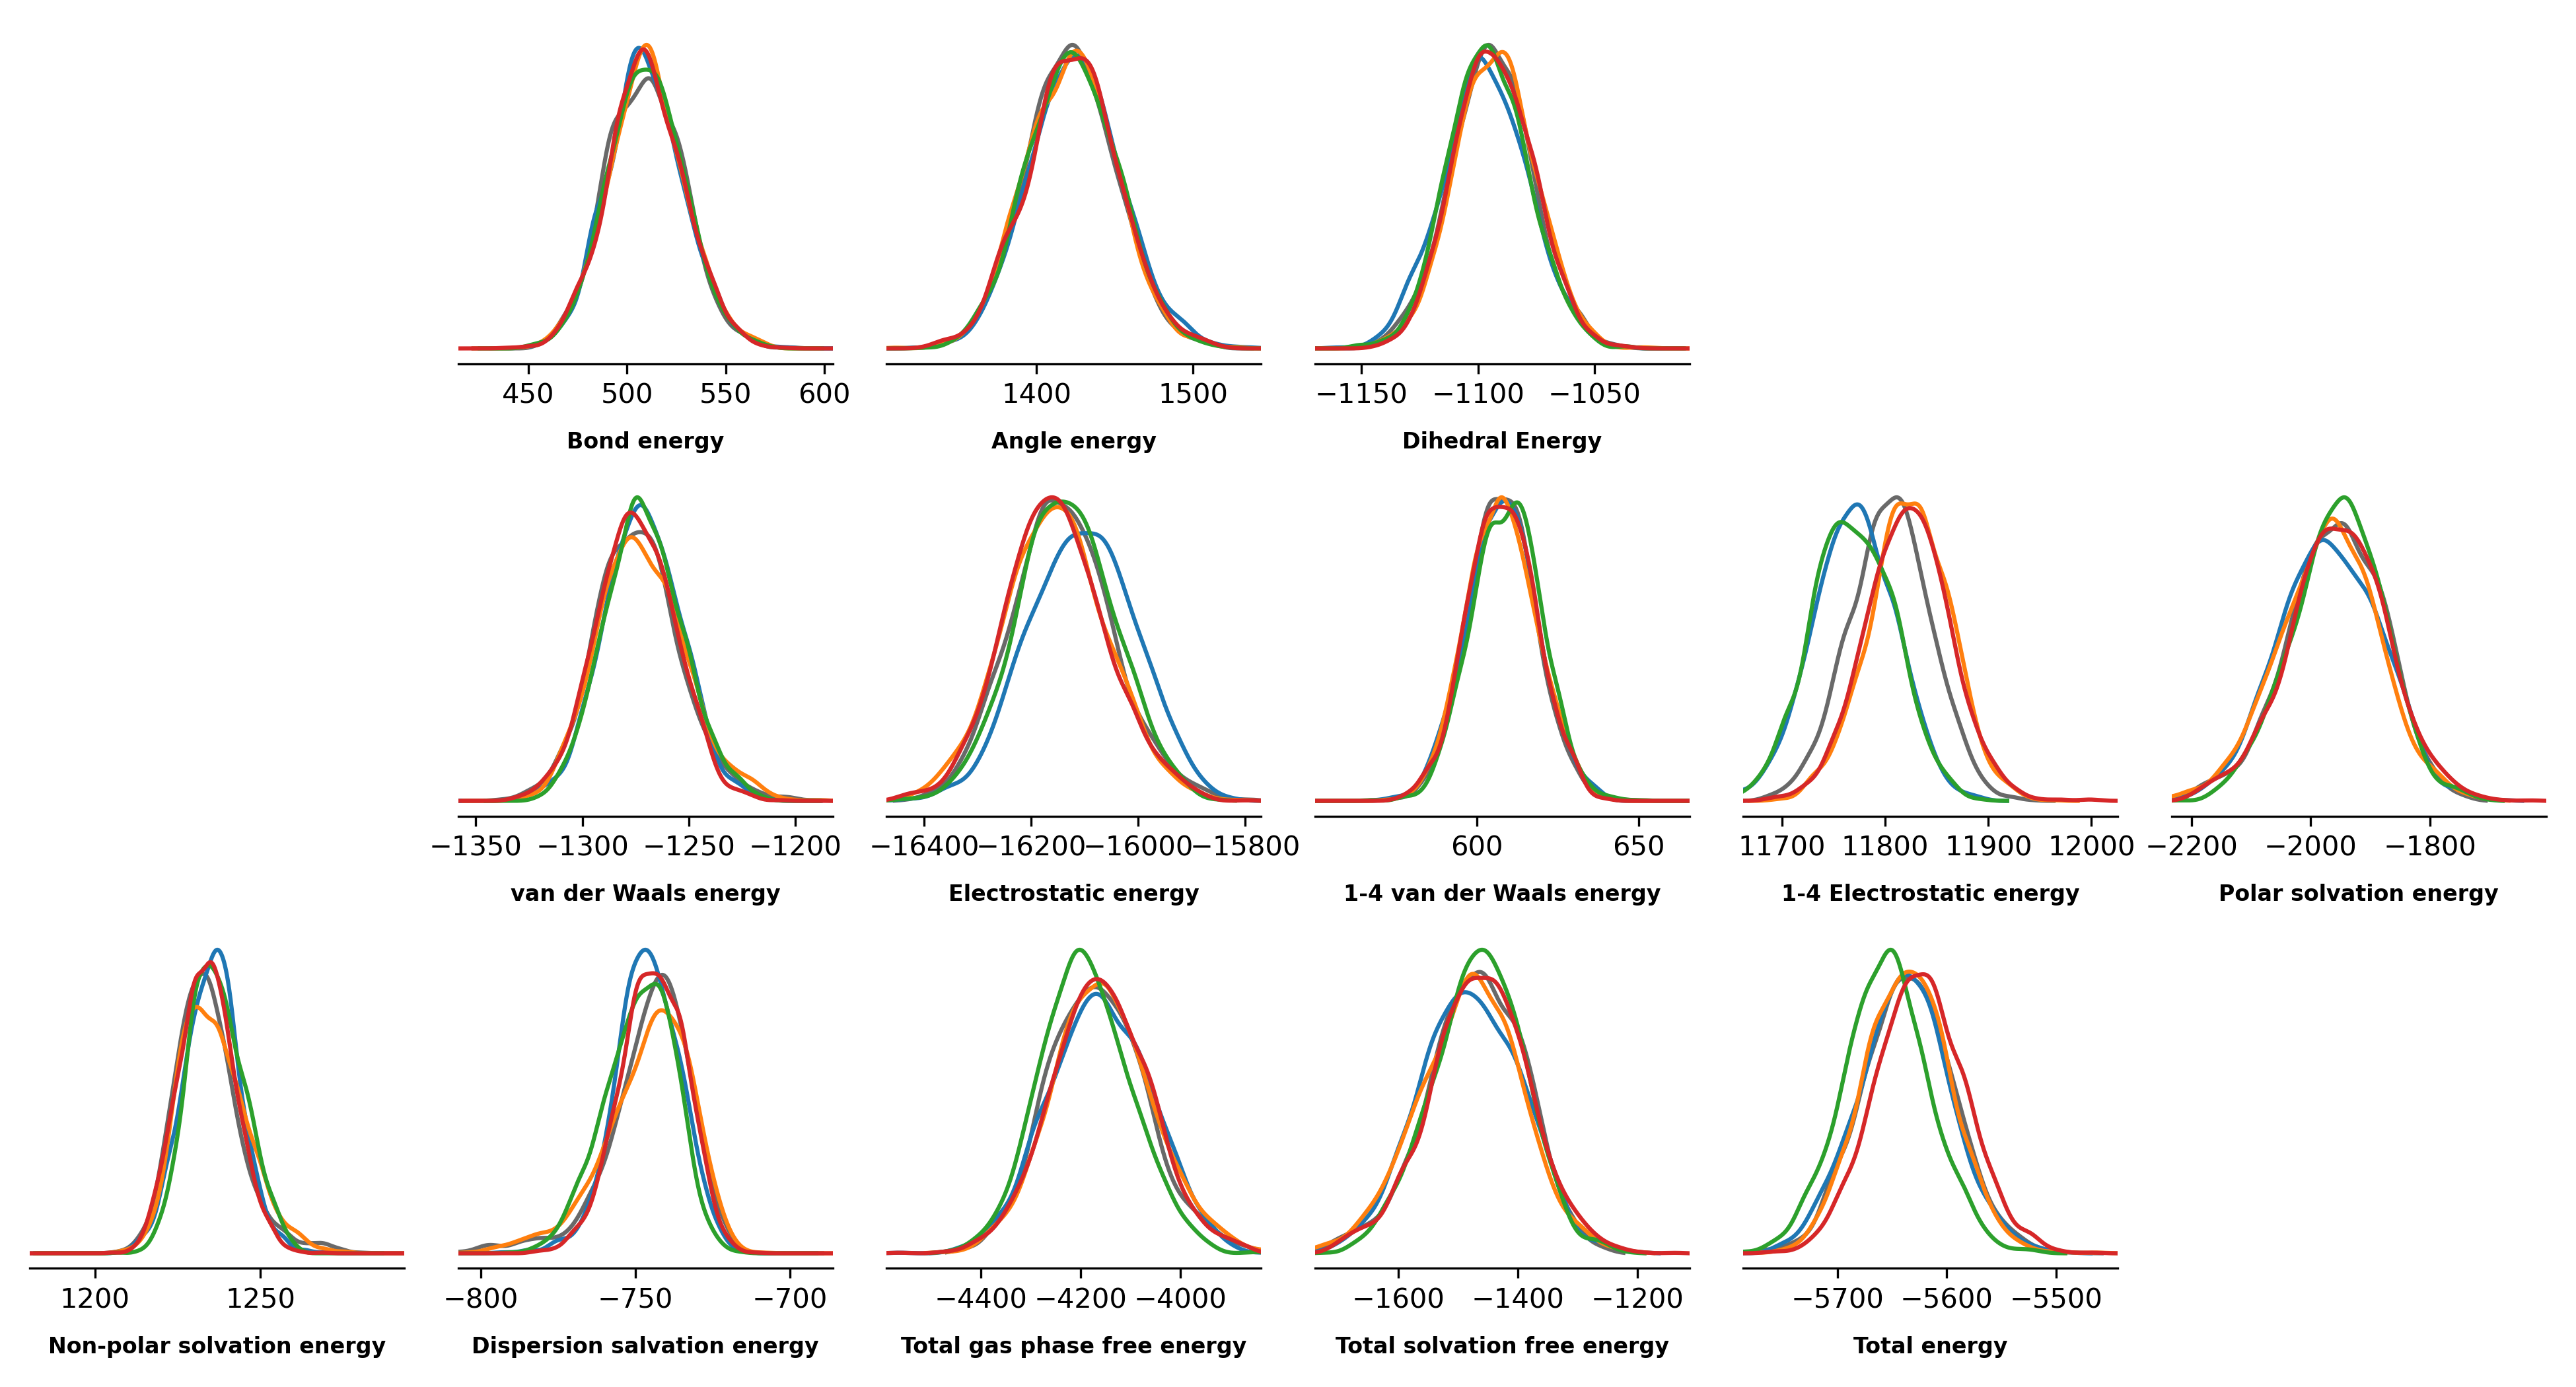 450 500 550 600
1400 1500
−1150 −1100 −1050
Bond energy
Angle energy
Dihedral Energy
−1350 −1300 −1250 −1200
−16400 −16200 −16000 −15800
600 650
11700 11800 11900 12000
−2200 −2000 −1800
van der Waals energy
Electrostatic energy
1-4 van der Waals energy
1-4 Electrostatic energy
Polar solvation energy
1200 1250
−800 −750 −700
−4400 −4200 −4000
−1600 −1400 −1200
−5700 −5600 −5500
Non-polar solvation energy
Dispersion salvation energy
Total gas phase free energy
Total solvation free energy
Total energy